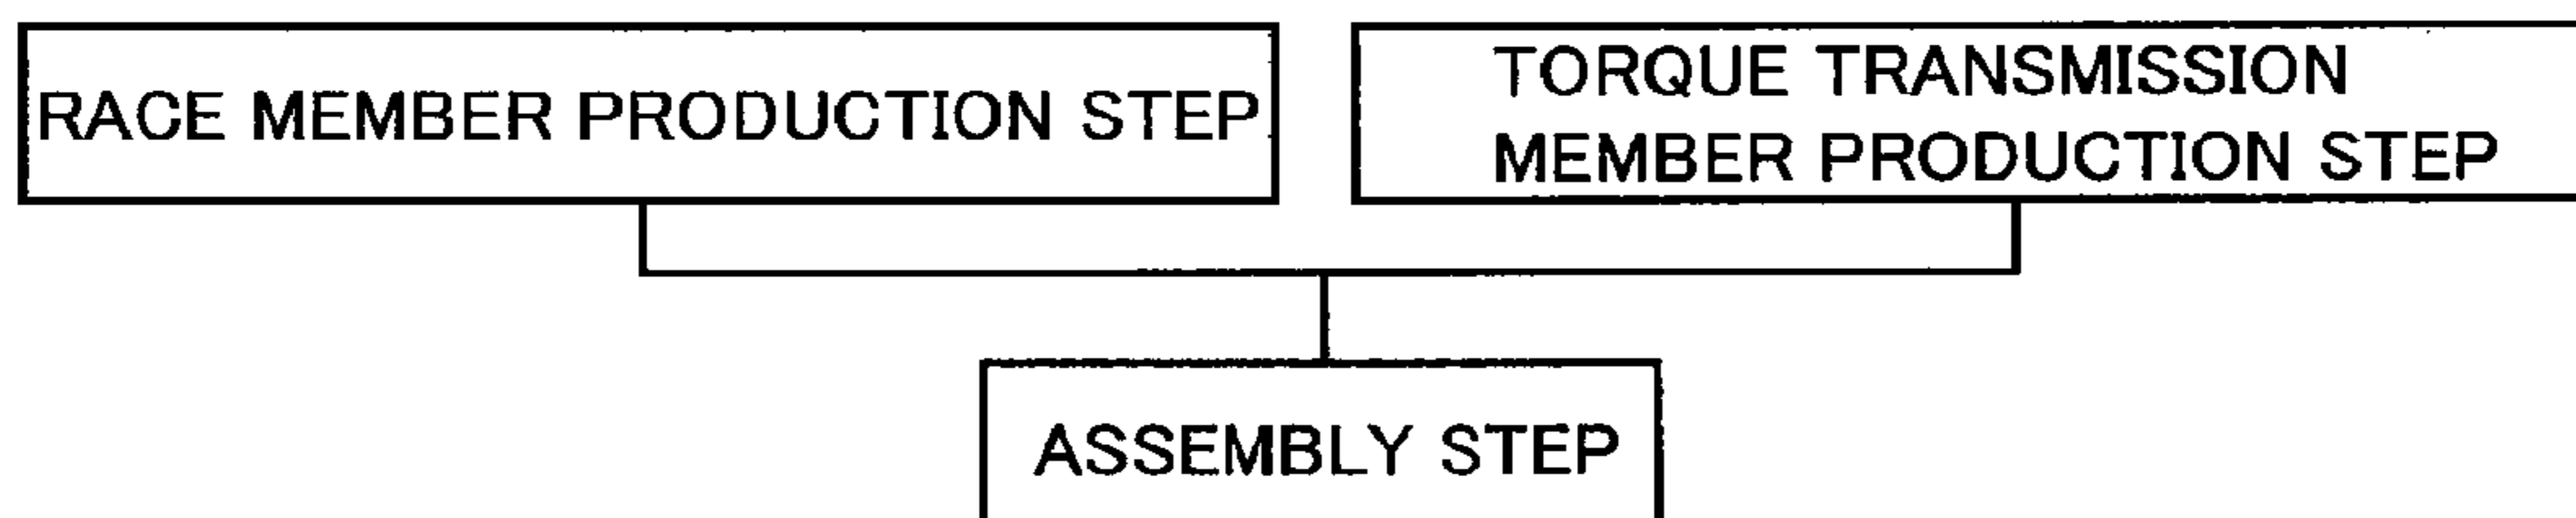 RACE MEMBER PRODUCTION STEP
TORQUE TRANSMISSION
MEMBER PRODUCTION STEP
ASSEMBLY STEP